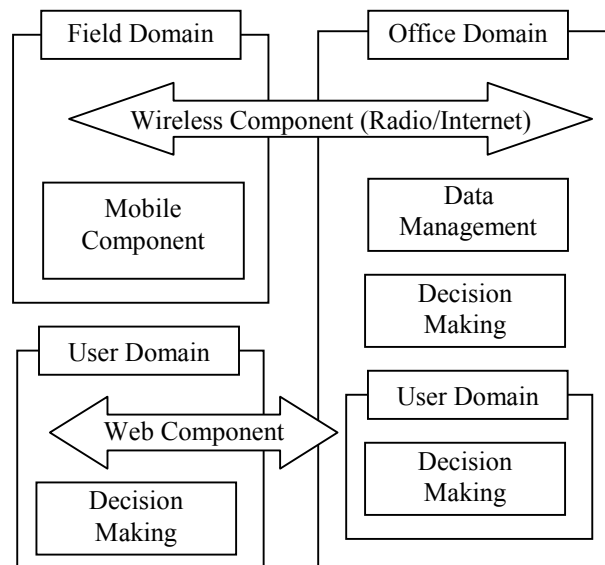 Field Domain
Office Domain
Wireless Component (Radio/Internet)
Mobile
Component
Data
Management
Decision
Making
User Domain
User Domain
Web Component
Decision
Making
Decision
Making